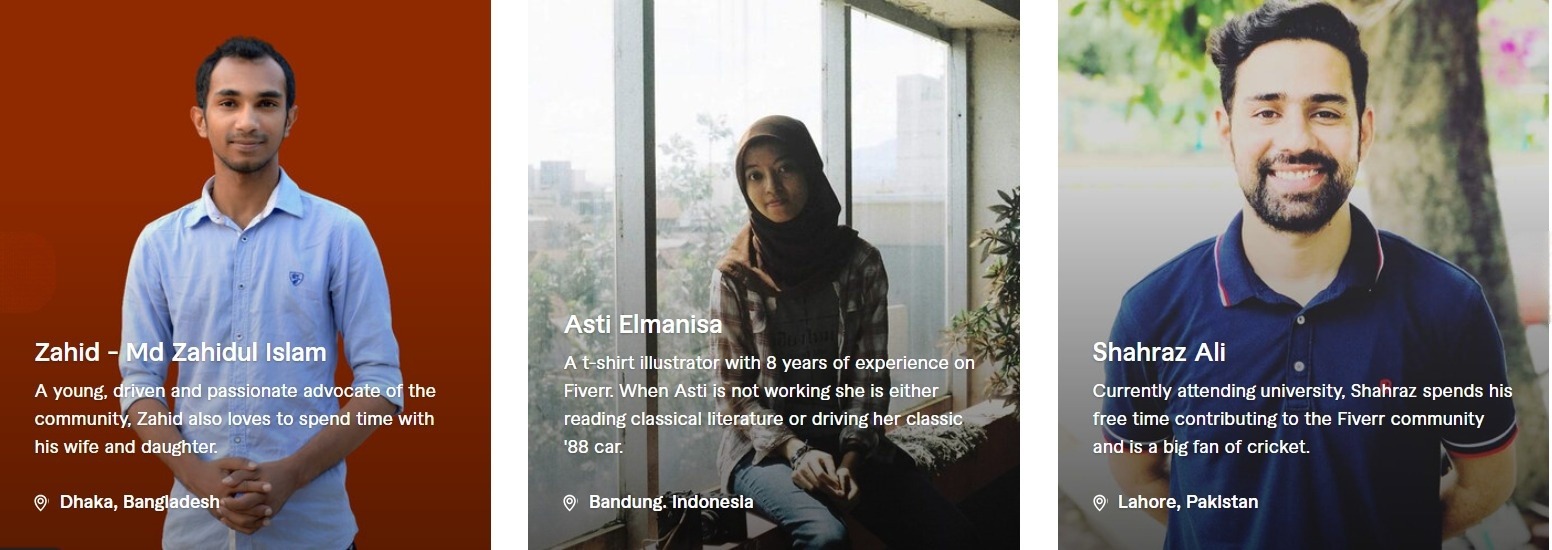 Zahid - Md Zahidul Islam
A young, driven and passionate advocate of the
community, Zahid also loves to spend time with
his wife and daughter.
Dhaka, Bangladesh
Asti Elmanisa
A t-shirt illustrator with 8 years of experience on
Fiverr. When Asti is not working she is either
reading classical literature or driving her classic
'88 car.
Bandung. Indonesia
Shahraz Ali
Currently attending university, Shahraz spends his
free time contributing to the Fiverr community
and is a big fan of cricket.
Lahore, Pakistan